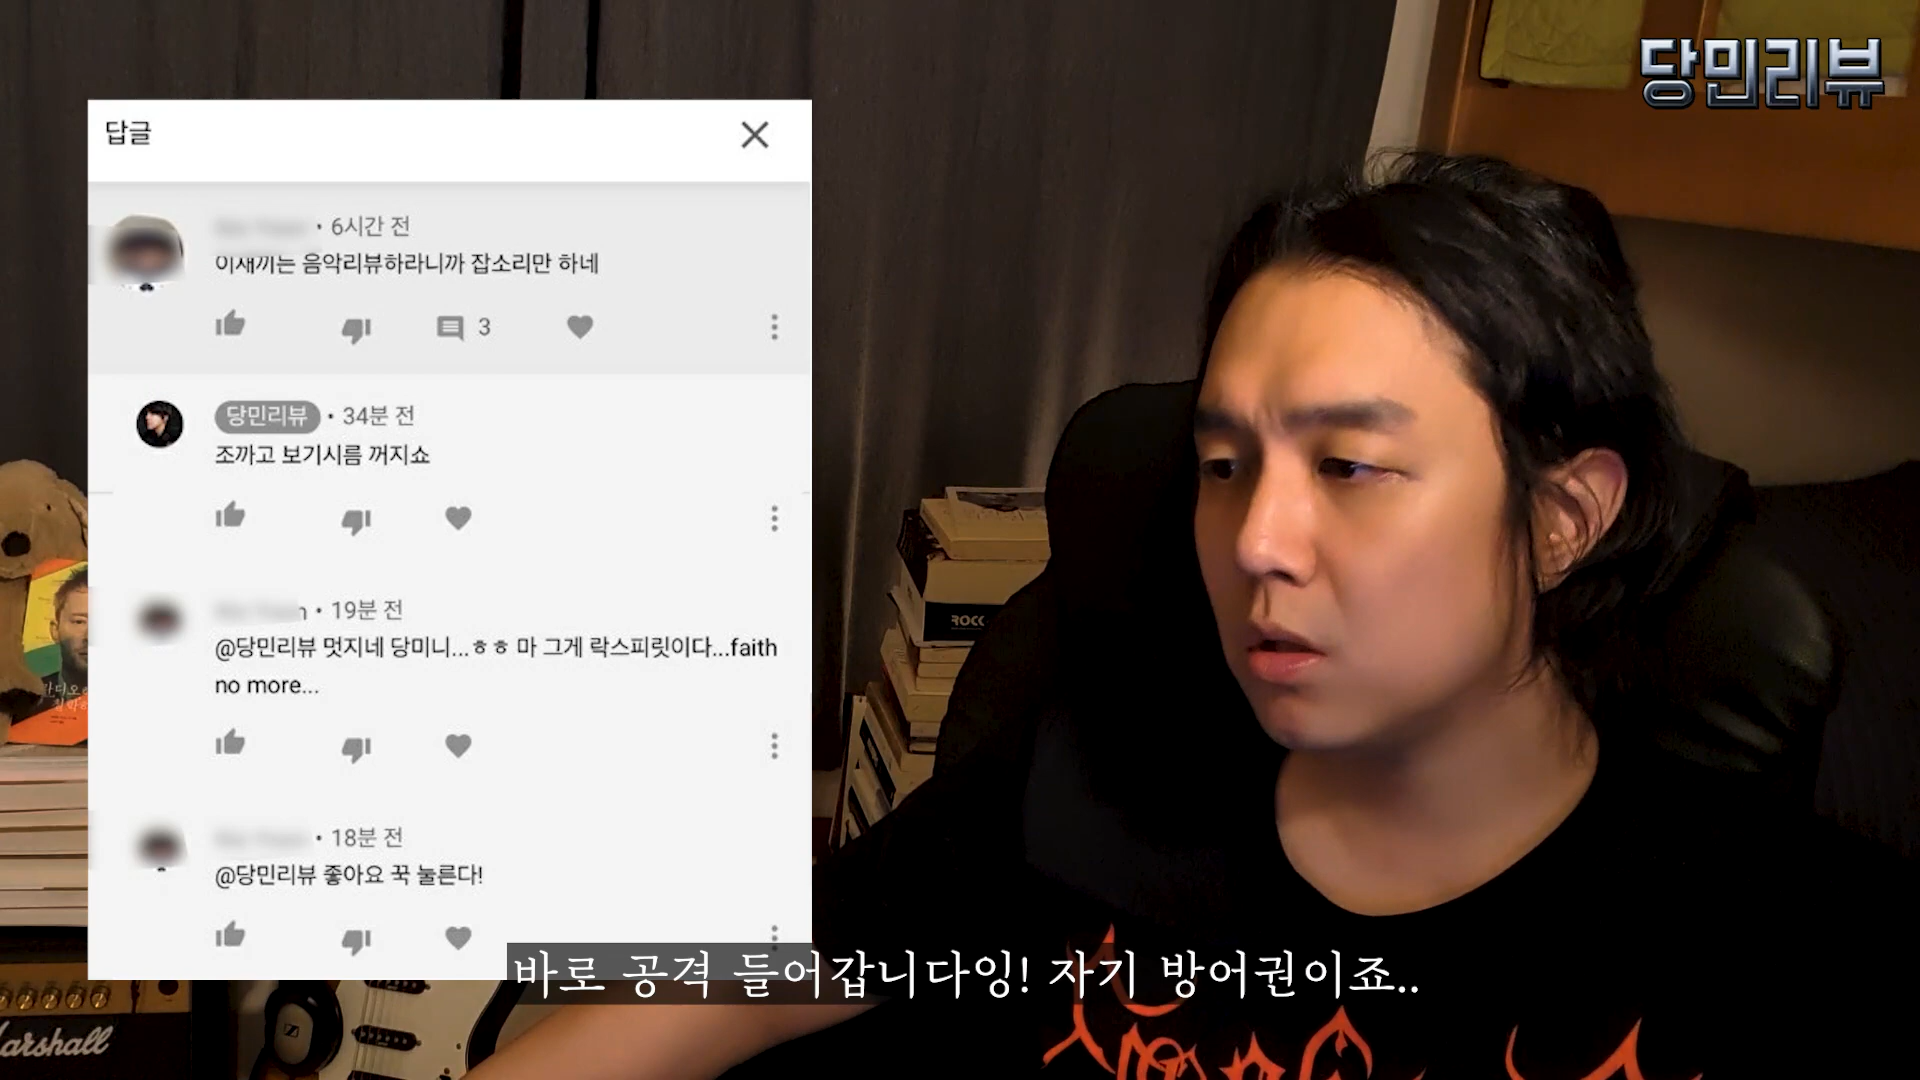 당민리뷰
답글
• 6시간 전
이새끼는 음악리뷰하라니까 잡소리만 하네
3
당민리뷰 • 34분 전
조까고 보기시름 꺼지쇼
• 19분 전
@당민리뷰 멋지네 당미니...ㅎㅎ 마 그게 락스피릿이다...faith
no more...
• 18분 전
@당민리뷰 좋아요 꾹 눌른다!
ROCK
Marshall
바로 공격 들어갑니다잉! 자기 방어권이죠..